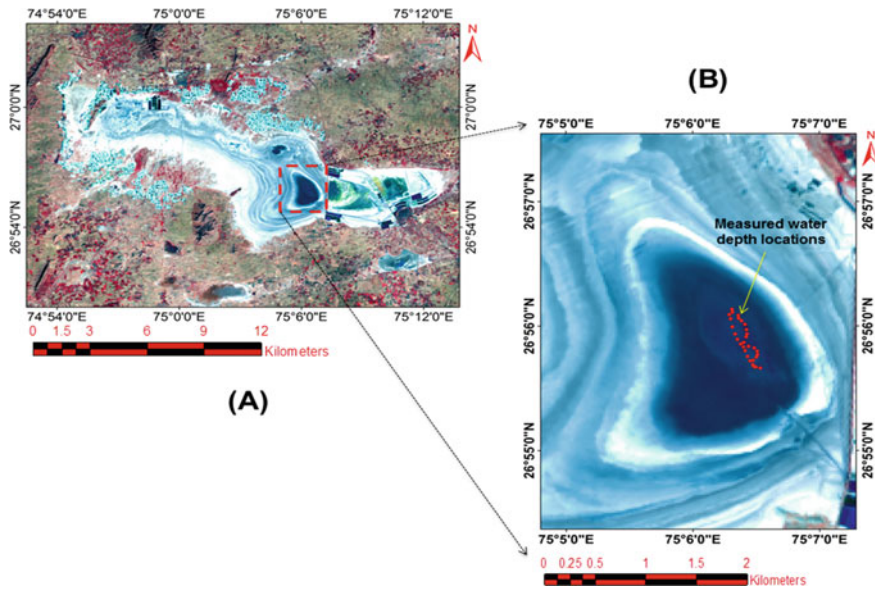 74°54'0"E 75°0'0"E 75°6'0"E 75°12'0"E
N
27°0'0"N
27°0'0"N
26°54'0"N
26°54'0"N
74°54'0"E 75°0'0"E 75°6'0"E 75°12'0"E
0 1.5 3 6 9 12
Kilometers
(A)
(B)
75°5'0"E 75°6'0"E 75°7'0"E
N
26°57'0"N
26°57'0"N
Measured water
depth locations
26°56'0"N
26°56'0"N
26°55'0"N
26°55'0"N
75°5'0"E 75°6'0"E 75°7'0"E
0 0.25 0.5 1 1.5 2
Kilometers